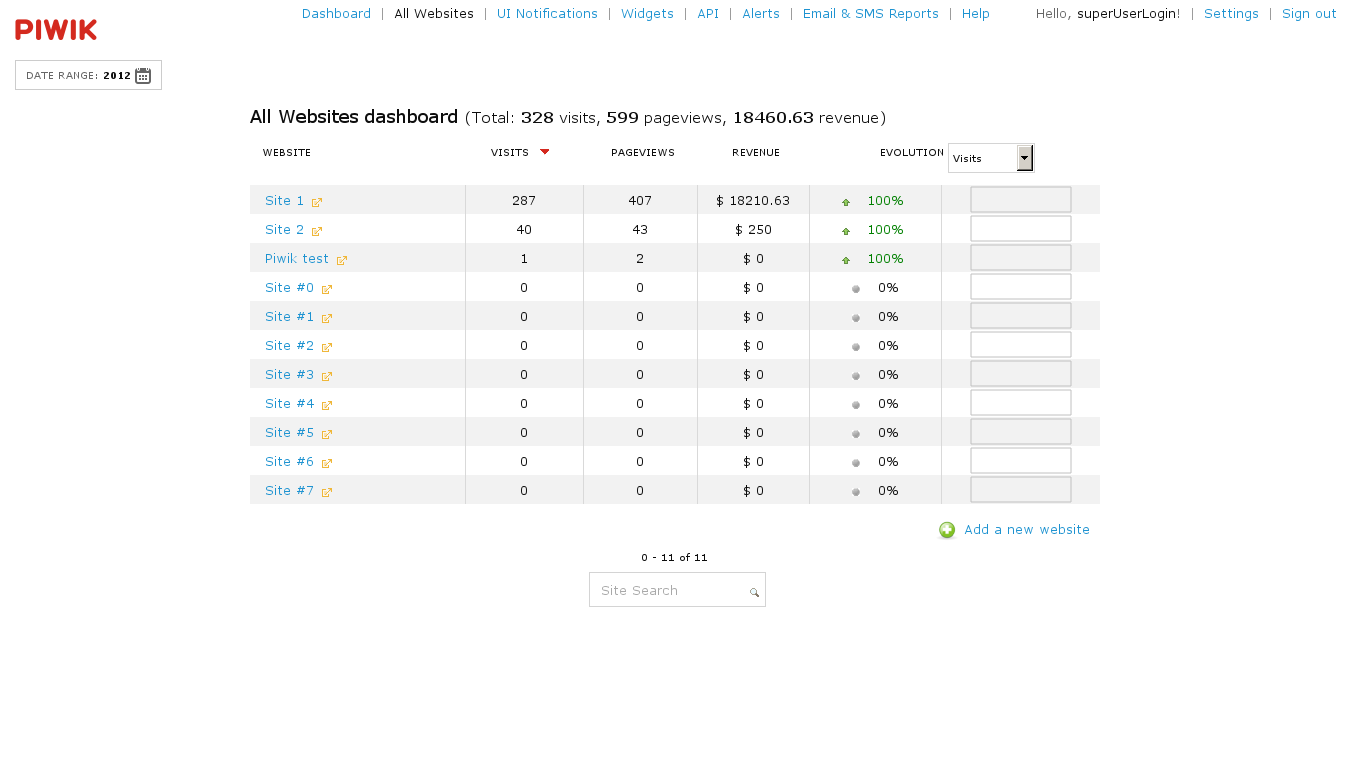 PIWIK
Dashboard | All Websites | UI Notifications | Widgets | API | Alerts | Email & SMS Reports | Help
Hello, superUserLogin! | Settings | Sign out
DATE RANGE: 2012
All Websites dashboard (Total: 328 visits, 599 pageviews, 18460.63 revenue)
WEBSITE VISITS PAGEVIEWS REVENUE EVOLUTION Visits
Site 1 287 407 $ 18210.63 100%
Site 2 40 43 $ 250 100%
Piwik test 1 2 $ 0 100%
Site #0 0 0 $ 0 0%
Site #1 0 0 $ 0 0%
Site #2 0 0 $ 0 0%
Site #3 0 0 $ 0 0%
Site #4 0 0 $ 0 0%
Site #5 0 0 $ 0 0%
Site #6 0 0 $ 0 0%
Site #7 0 0 $ 0 0%
Add a new website
0 - 11 of 11
Site Search